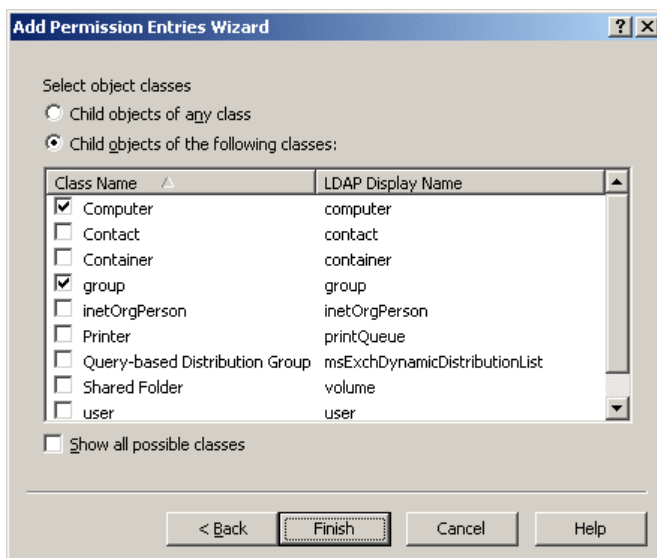 Add Permission Entries Wizard
Select object classes
Child objects of any class
Child objects of the following classes:
Class Name LDAP Display Name
Computer computer
Contact contact
Container container
group group
inetOrgPerson inetOrgPerson
Printer printQueue
Query-based Distribution Group msExchDynamicDistributionList
Shared Folder volume
user user
Show all possible classes
< Back Finish Cancel Help